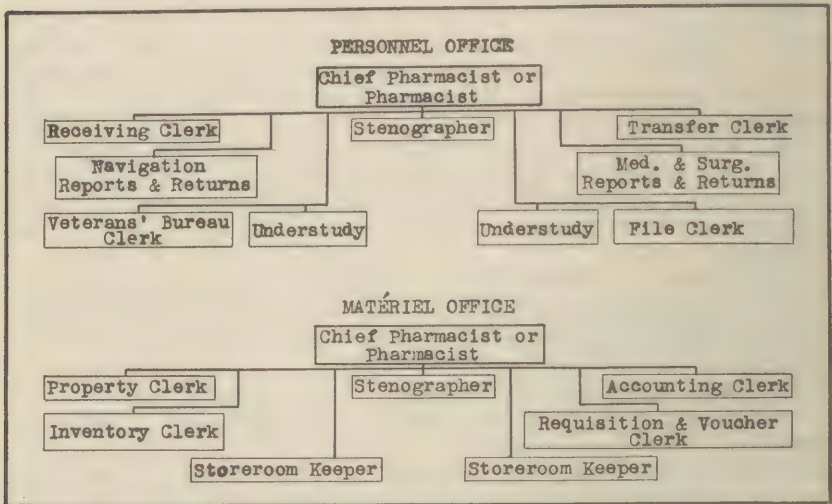 PERSONNEL OFFICE
Chief Pharmacist or
Pharmacist
Receiving Clerk
Stenographer
Transfer Clerk
Navigation
Reports & Returns
Med. & Surg.
Reports & Returns
Veterans' Bureau
Clerk
Understudy
Understudy
File Clerk
MATÉRIEL OFFICE
Chief Pharmacist or
Pharmacist
Property Clerk
Stenographer
Accounting Clerk
Inventory Clerk
Requisition & Voucher
Clerk
Storeroom Keeper
Storeroom Keeper